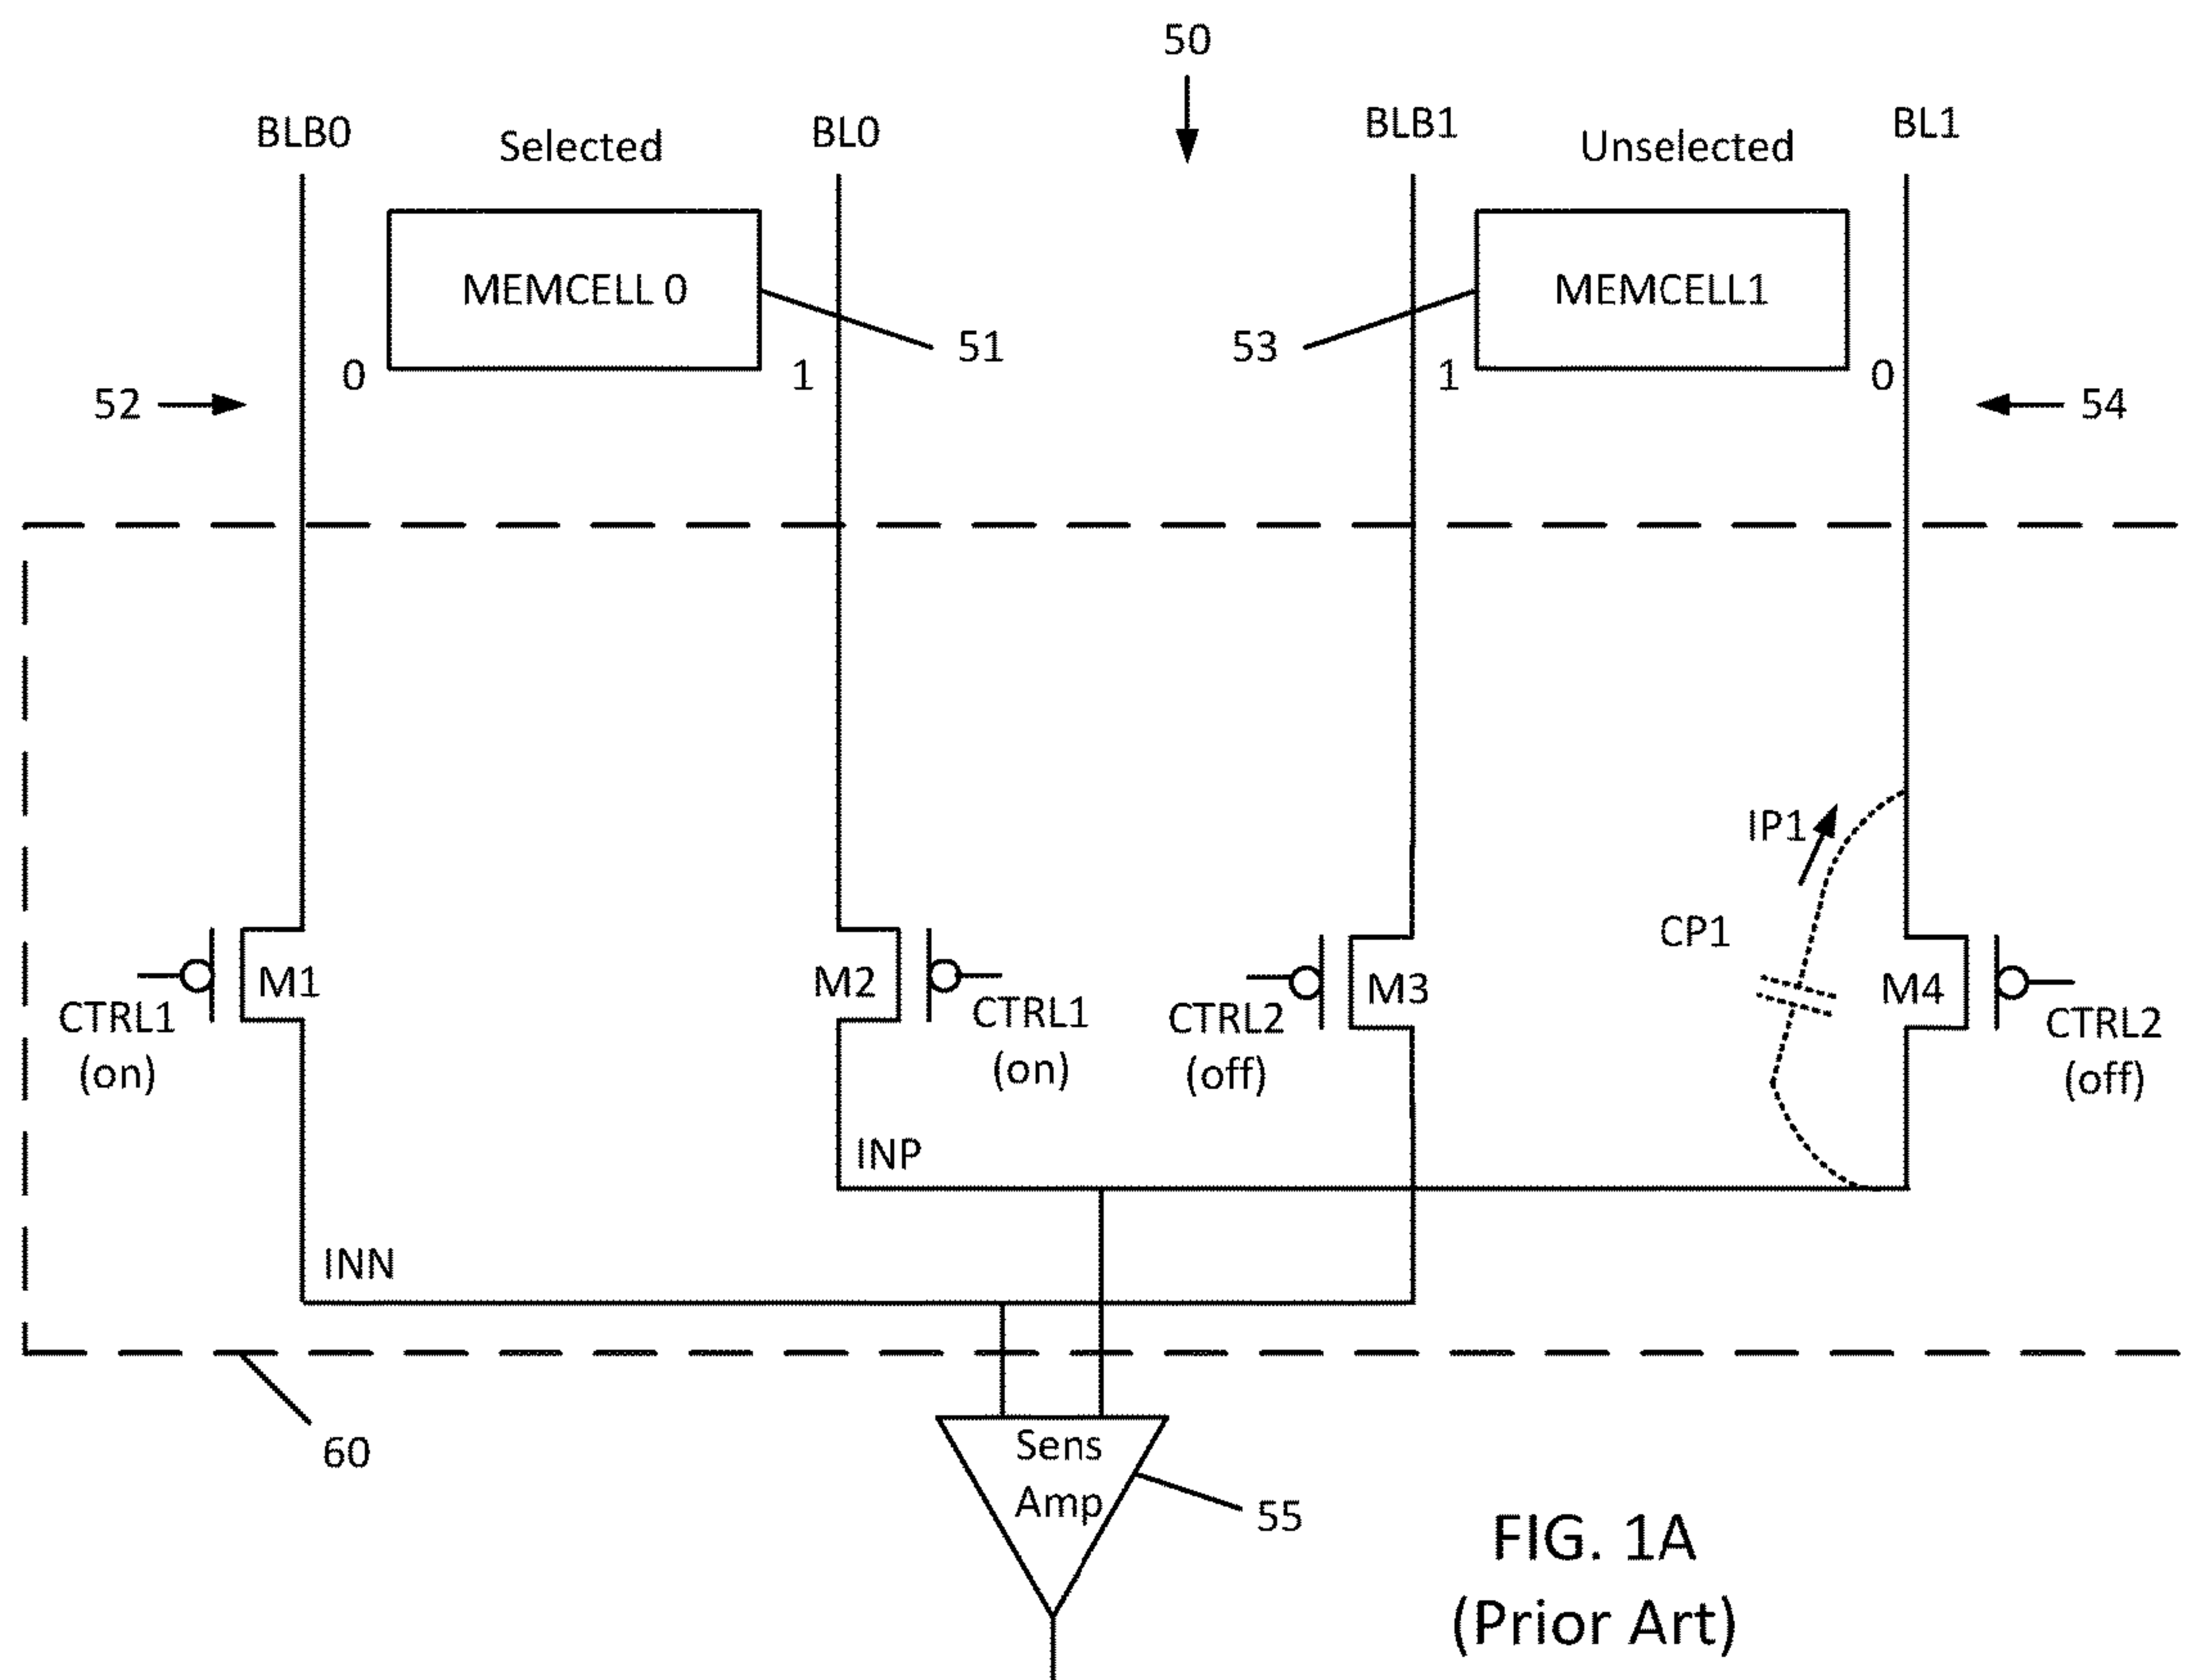 50
BLB0
Selected
BL0
BLB1
Unselected
BL1
MEMCELL 0
MEMCELL1
51
53
0
1
1
0
52
54
IP1
CP1
M1
M2
M3
M4
CTRL1
(on)
CTRL1
(on)
CTRL2
(off)
CTRL2
(off)
INP
INN
60
Sens
Amp
55
FIG. 1A
(Prior Art)